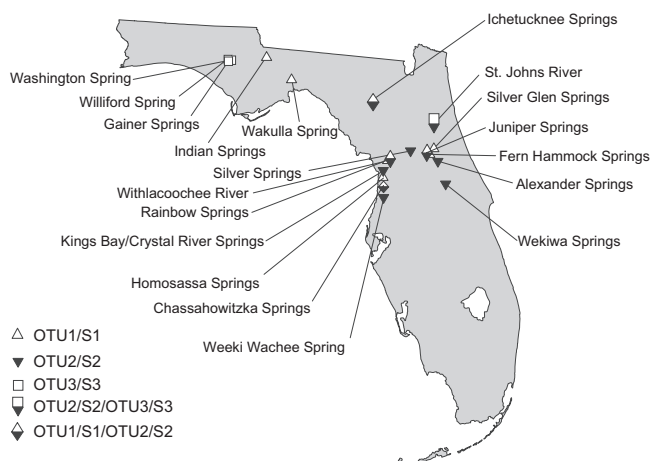 Ichetucknee Springs
St. Johns River
Washington Spring
Silver Glen Springs
Williford Spring
Gainer Springs
Juniper Springs
Wakulla Spring
Indian Springs
Fern Hammock Springs
Silver Springs
Alexander Springs
Withlacoochee River
Rainbow Springs
Kings Bay/Crystal River Springs
Wekiwa Springs
Homosassa Springs
Chassahowitzka Springs
Weeki Wachee Spring
OTU1/S1
OTU2/S2
OTU3/S3
OTU2/S2/OTU3/S3
OTU1/S1/OTU2/S2